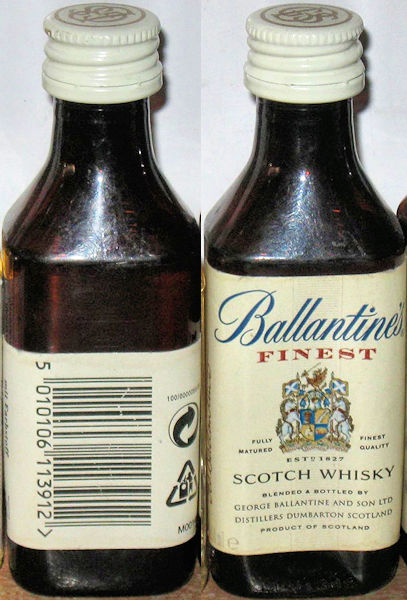 5 010106 113912 >
Ballantine's
FINEST
FULLY MATURED
FINEST QUALITY
ESTD 1827
SCOTCH WHISKY
BLENDED & BOTTLED BY
GEORGE BALLANTINE AND SON LTD
DISTILLERS DUMBARTON SCOTLAND
PRODUCT OF SCOTLAND